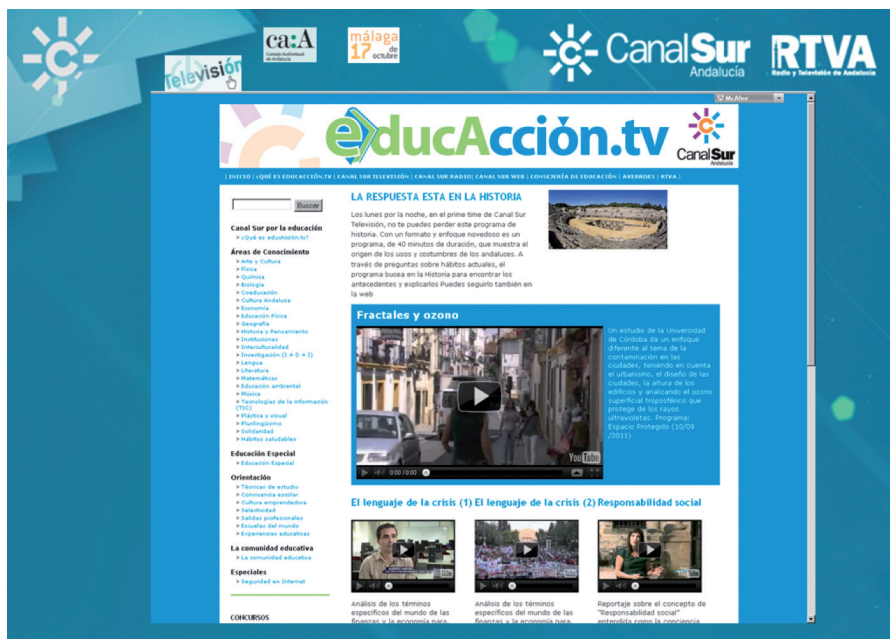 Televisión
ca:A
Consejo Audiovisual
de Andalucía
málaga
17 de
octubre
CanalSur
Andalucía
RTVA
Radio y Televisión de Andalucía
McAfee
educAcción.tv
CanalSur
Andalucía
| INICIO | ¿QUÉ ES EDUCACCIÓN.TV | CANAL SUR TELEVISIÓN | CANAL SUR RADIO | CANAL SUR WEB | CONSEJERÍA DE EDUCACIÓN | AVERROES | RTVA |
Buscar
Canal Sur por la educación
» ¿Qué es educAcción.tv?
Áreas de Conocimiento
» Arte y Cultura
» Física
» Química
» Biología
» Coeducación
» Cultura Andaluza
» Economía
» Educación Física
» Geografía
» Historia y Pensamiento
» Instituciones
» Interculturalidad
» Investigación (I + D + I)
» Lengua
» Literatura
» Matemáticas
» Educación ambiental
» Música
» Tecnologías de la información
(TIC)
» Plástica y visual
» Plurilingüismo
» Solidaridad
» Hábitos saludables
Educación Especial
» Educación Especial
Orientación
» Técnicas de estudio
» Convivencia escolar
» Cultura emprendedora
» Selectividad
» Salidas profesionales
» Escuelas del mundo
» Experiencias educativas
La comunidad educativa
» La comunidad educativa
Especiales
» Seguridad en Internet
CONCURSOS
LA RESPUESTA ESTA EN LA HISTORIA
Los lunes por la noche, en el prime time de Canal Sur
Televisión, no te puedes perder este programa de
historia. Con un formato y enfoque novedoso es un
programa, de 40 minutos de duración, que muestra el
origen de los usos y costumbres de los andaluces. A
través de preguntas sobre hábitos actuales, el
programa bucea en la Historia para encontrar los
antecedentes y explicarlos Puedes seguirlo también en
la web
Fractales y ozono
YouTube
0:00 / 0:00
Un estudio de la Universidad
de Córdoba da un enfoque
diferente al tema de la
contaminación en las
ciudades, teniendo en cuenta
el urbanismo, el diseño de las
ciudades, la altura de los
edificios y analizando el ozono
superficial troposférico que
protege de los rayos
ultravioletas. Programa:
Espacio Protegido (10/09
/2011)
El lenguaje de la crisis (1)
Análisis de los términos
específicos del mundo de las
finanzas y la economía para,
El lenguaje de la crisis (2)
Análisis de los términos
específicos del mundo de las
finanzas y la economía para,
Responsabilidad social
Reportaje sobre el concepto de
"Responsabilidad social"
entendida como la conciencia